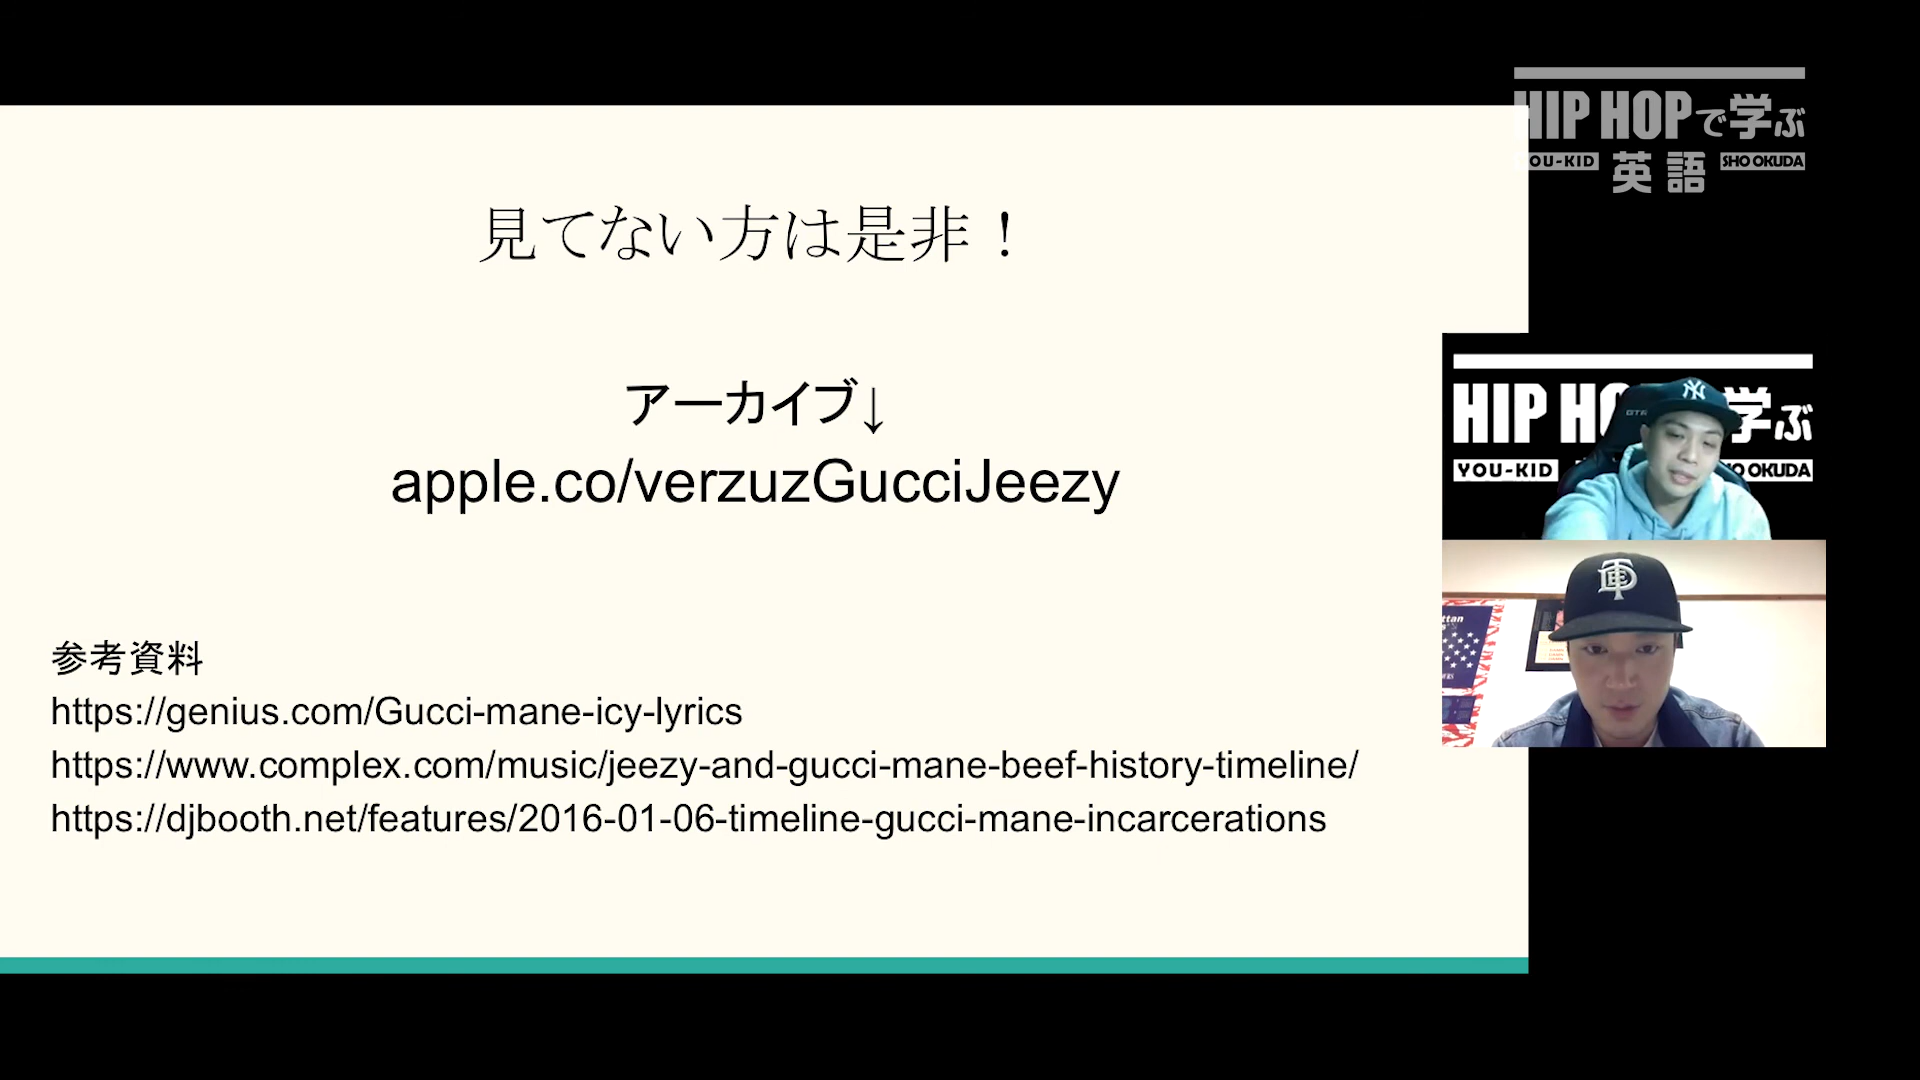 HIP HOPで学ぶ
YOU-KID 英語 SHO OKUDA
見てない方は是非！
アーカイブ↓
apple.co/verzuzGucciJeezy
参考資料
https://genius.com/Gucci-mane-icy-lyrics
https://www.complex.com/music/jeezy-and-gucci-mane-beef-history-timeline/
https://djbooth.net/features/2016-01-06-timeline-gucci-mane-incarcerations
HIP HO 学ぶ
YOU-KID OKUDA
NY